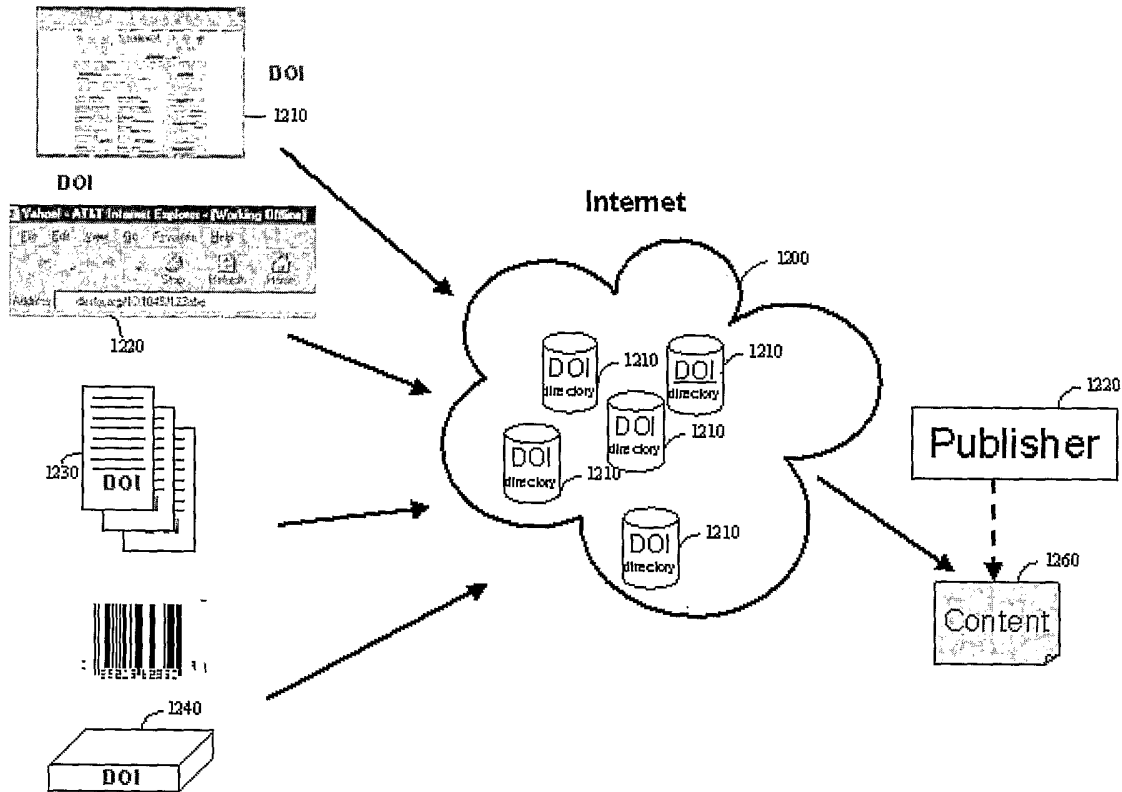 DOI
1210
DOI
Yahoo! - AT&T Internet Explorer - [Working Offline]
File Edit View Go Favorites Help
Stop Refresh Home
Address
1220
1230
DOI
1240
DOI
Internet
1200
DOI
directory
1210
DOI
directory
1210
DOI
directory
1210
DOI
directory
1210
DOI
directory
1210
1220
Publisher
1260
Content